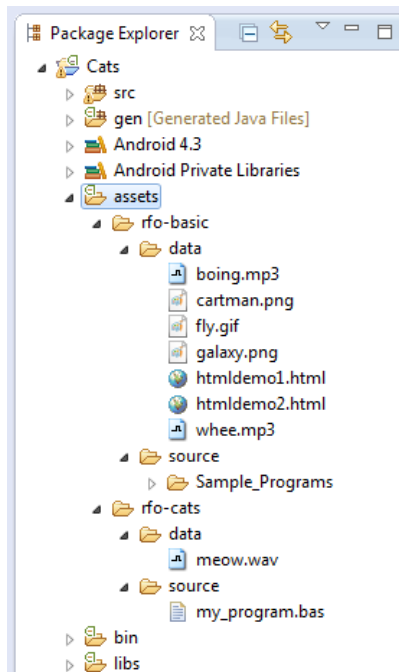 Package Explorer
Cats
src
gen [Generated Java Files]
Android 4.3
Android Private Libraries
assets
rfo-basic
data
boing.mp3
cartman.png
fly.gif
galaxy.png
htmldemo1.html
htmldemo2.html
whee.mp3
source
Sample_Programs
rfo-cats
data
meow.wav
source
my_program.bas
bin
libs